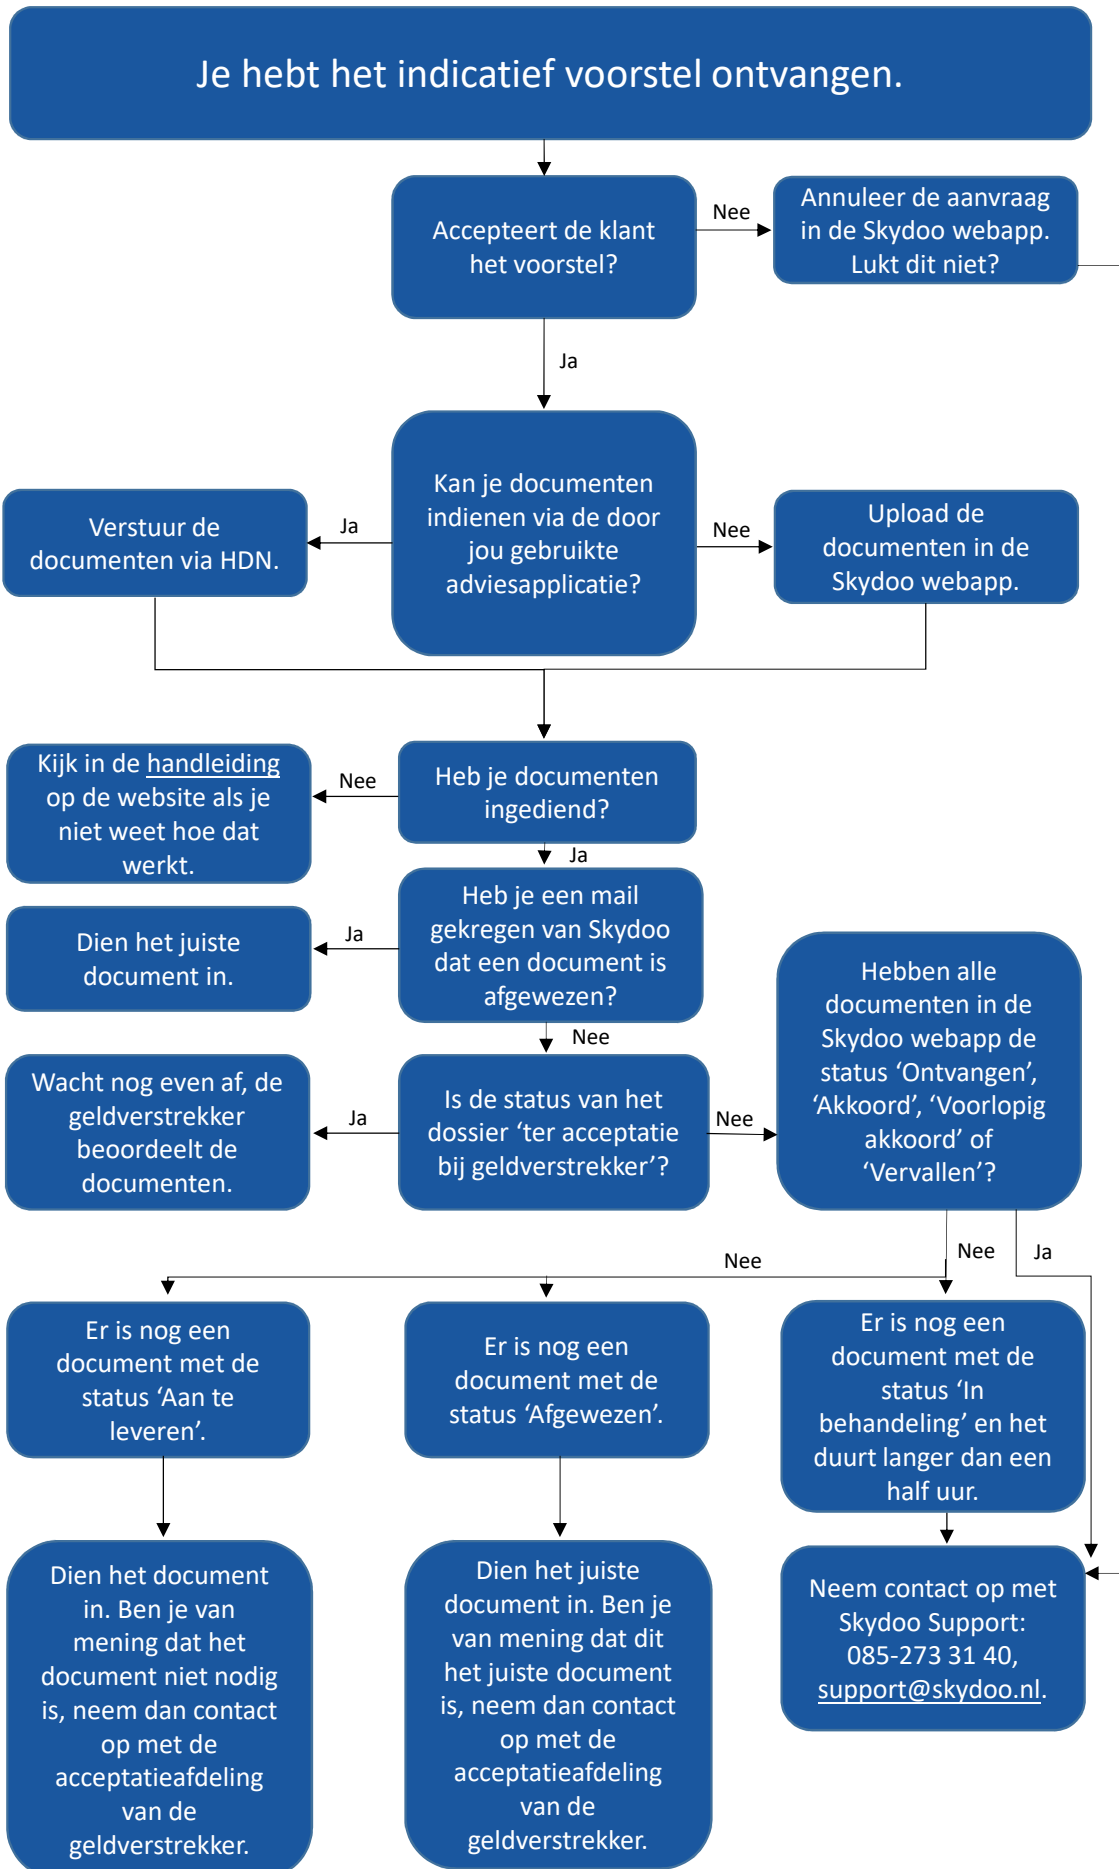 Je hebt het indicatief voorstel ontvangen.
Accepteert de klant
het voorstel?
Nee
Annuleer de aanvraag
in de Skydoo webapp.
Lukt dit niet?
Ja
Kan je documenten
indienen via de door
jou gebruikte
adviesapplicatie?
Ja
Verstuur de
documenten via HDN.
Nee
Upload de
documenten in de
Skydoo webapp.
Heb je documenten
ingediend?
Nee
Kijk in de handleiding
op de website als je
niet weet hoe dat
werkt.
Ja
Heb je een mail
gekregen van Skydoo
dat een document is
afgewezen?
Ja
Dien het juiste
document in.
Nee
Is de status van het
dossier ‘ter acceptatie
bij geldverstrekker’?
Ja
Wacht nog even af, de
geldverstrekker
beoordeelt de
documenten.
Nee
Hebben alle
documenten in de
Skydoo webapp de
status ‘Ontvangen’,
‘Akkoord’, ‘Voorlopig
akkoord’ of
‘Vervallen’?
Nee
Nee
Ja
Er is nog een
document met de
status ‘Aan te
leveren’.
Er is nog een
document met de
status ‘Afgewezen’.
Er is nog een
document met de
status ‘In
behandeling’ en het
duurt langer dan een
half uur.
Dien het document
in. Ben je van
mening dat het
document niet nodig
is, neem dan contact
op met de
acceptatieafdeling
van de
geldverstrekker.
Dien het juiste
document in. Ben je
van mening dat dit
het juiste document
is, neem dan contact
op met de
acceptatieafdeling
van de
geldverstrekker.
Neem contact op met
Skydoo Support:
085-273 31 40,
support@skydoo.nl.